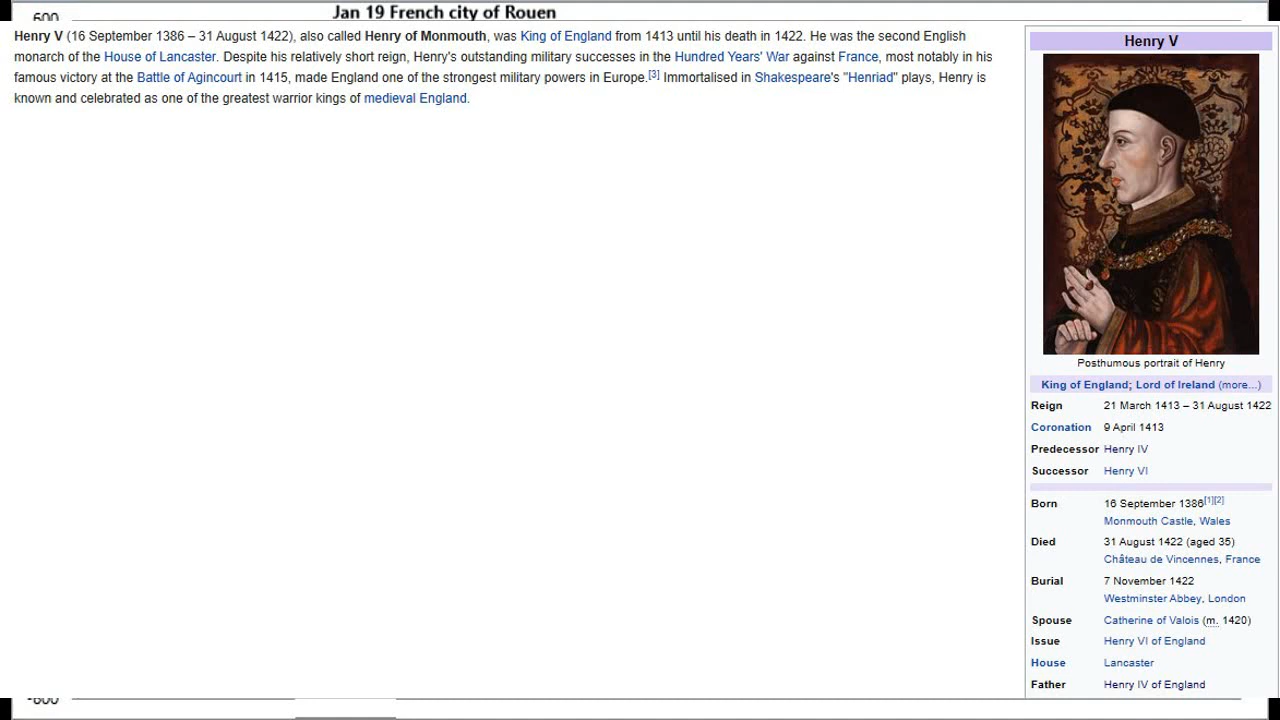 600
Jan 19 French city of Rouen
Henry V (16 September 1386 – 31 August 1422), also called Henry of Monmouth, was King of England from 1413 until his death in 1422. He was the second English
monarch of the House of Lancaster. Despite his relatively short reign, Henry's outstanding military successes in the Hundred Years' War against France, most notably in his
famous victory at the Battle of Agincourt in 1415, made England one of the strongest military powers in Europe.[3] Immortalised in Shakespeare's "Henriad" plays, Henry is
known and celebrated as one of the greatest warrior kings of medieval England.
Henry V
Posthumous portrait of Henry
King of England; Lord of Ireland (more...)
Reign 21 March 1413 – 31 August 1422
Coronation 9 April 1413
Predecessor Henry IV
Successor Henry VI
Born 16 September 1386[1][2]
Monmouth Castle, Wales
Died 31 August 1422 (aged 35)
Château de Vincennes, France
Burial 7 November 1422
Westminster Abbey, London
Spouse Catherine of Valois (m. 1420)
Issue Henry VI of England
House Lancaster
Father Henry IV of England
-600